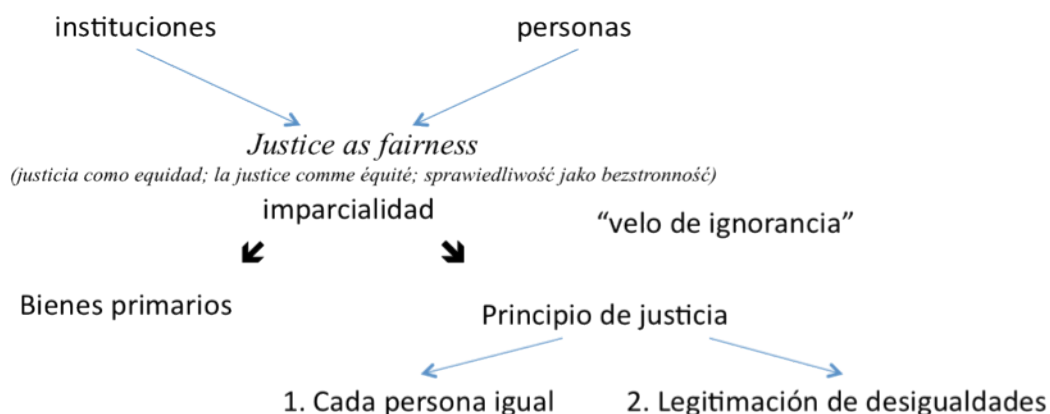 instituciones personas
Justice as fairness
(justicia como equidad; la justice comme équité; sprawiedliwość jako bezstronność)
imparcialidad
“velo de ignorancia”
Bienes primarios
Principio de justicia
1. Cada persona igual 2. Legitimación de desigualdades